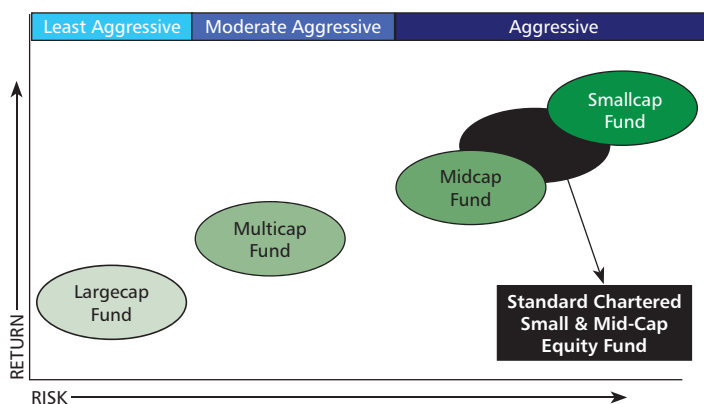 Least Aggressive
Moderate Aggressive
Aggressive
Smallcap
Fund
Midcap
Fund
Multicap
Fund
Largecap
Fund
Standard Chartered
Small & Mid-Cap
Equity Fund
RETURN
RISK